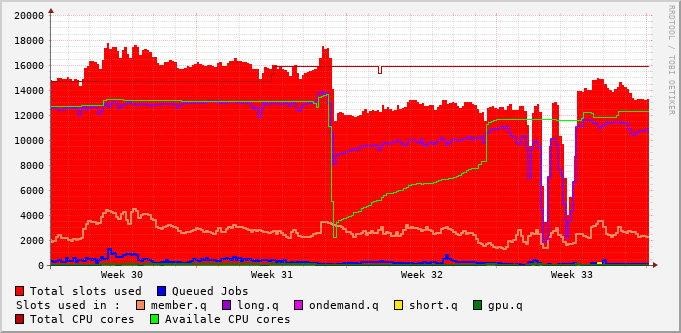 20000
18000
16000
14000
12000
10000
8000
6000
4000
2000
0
Week 30 Week 31 Week 32 Week 33
RRDTOOL / TOBI OETIKER
Total slots used Queued Jobs
Slots used in : member.q long.q ondemand.q short.q gpu.q
Total CPU cores Availale CPU cores